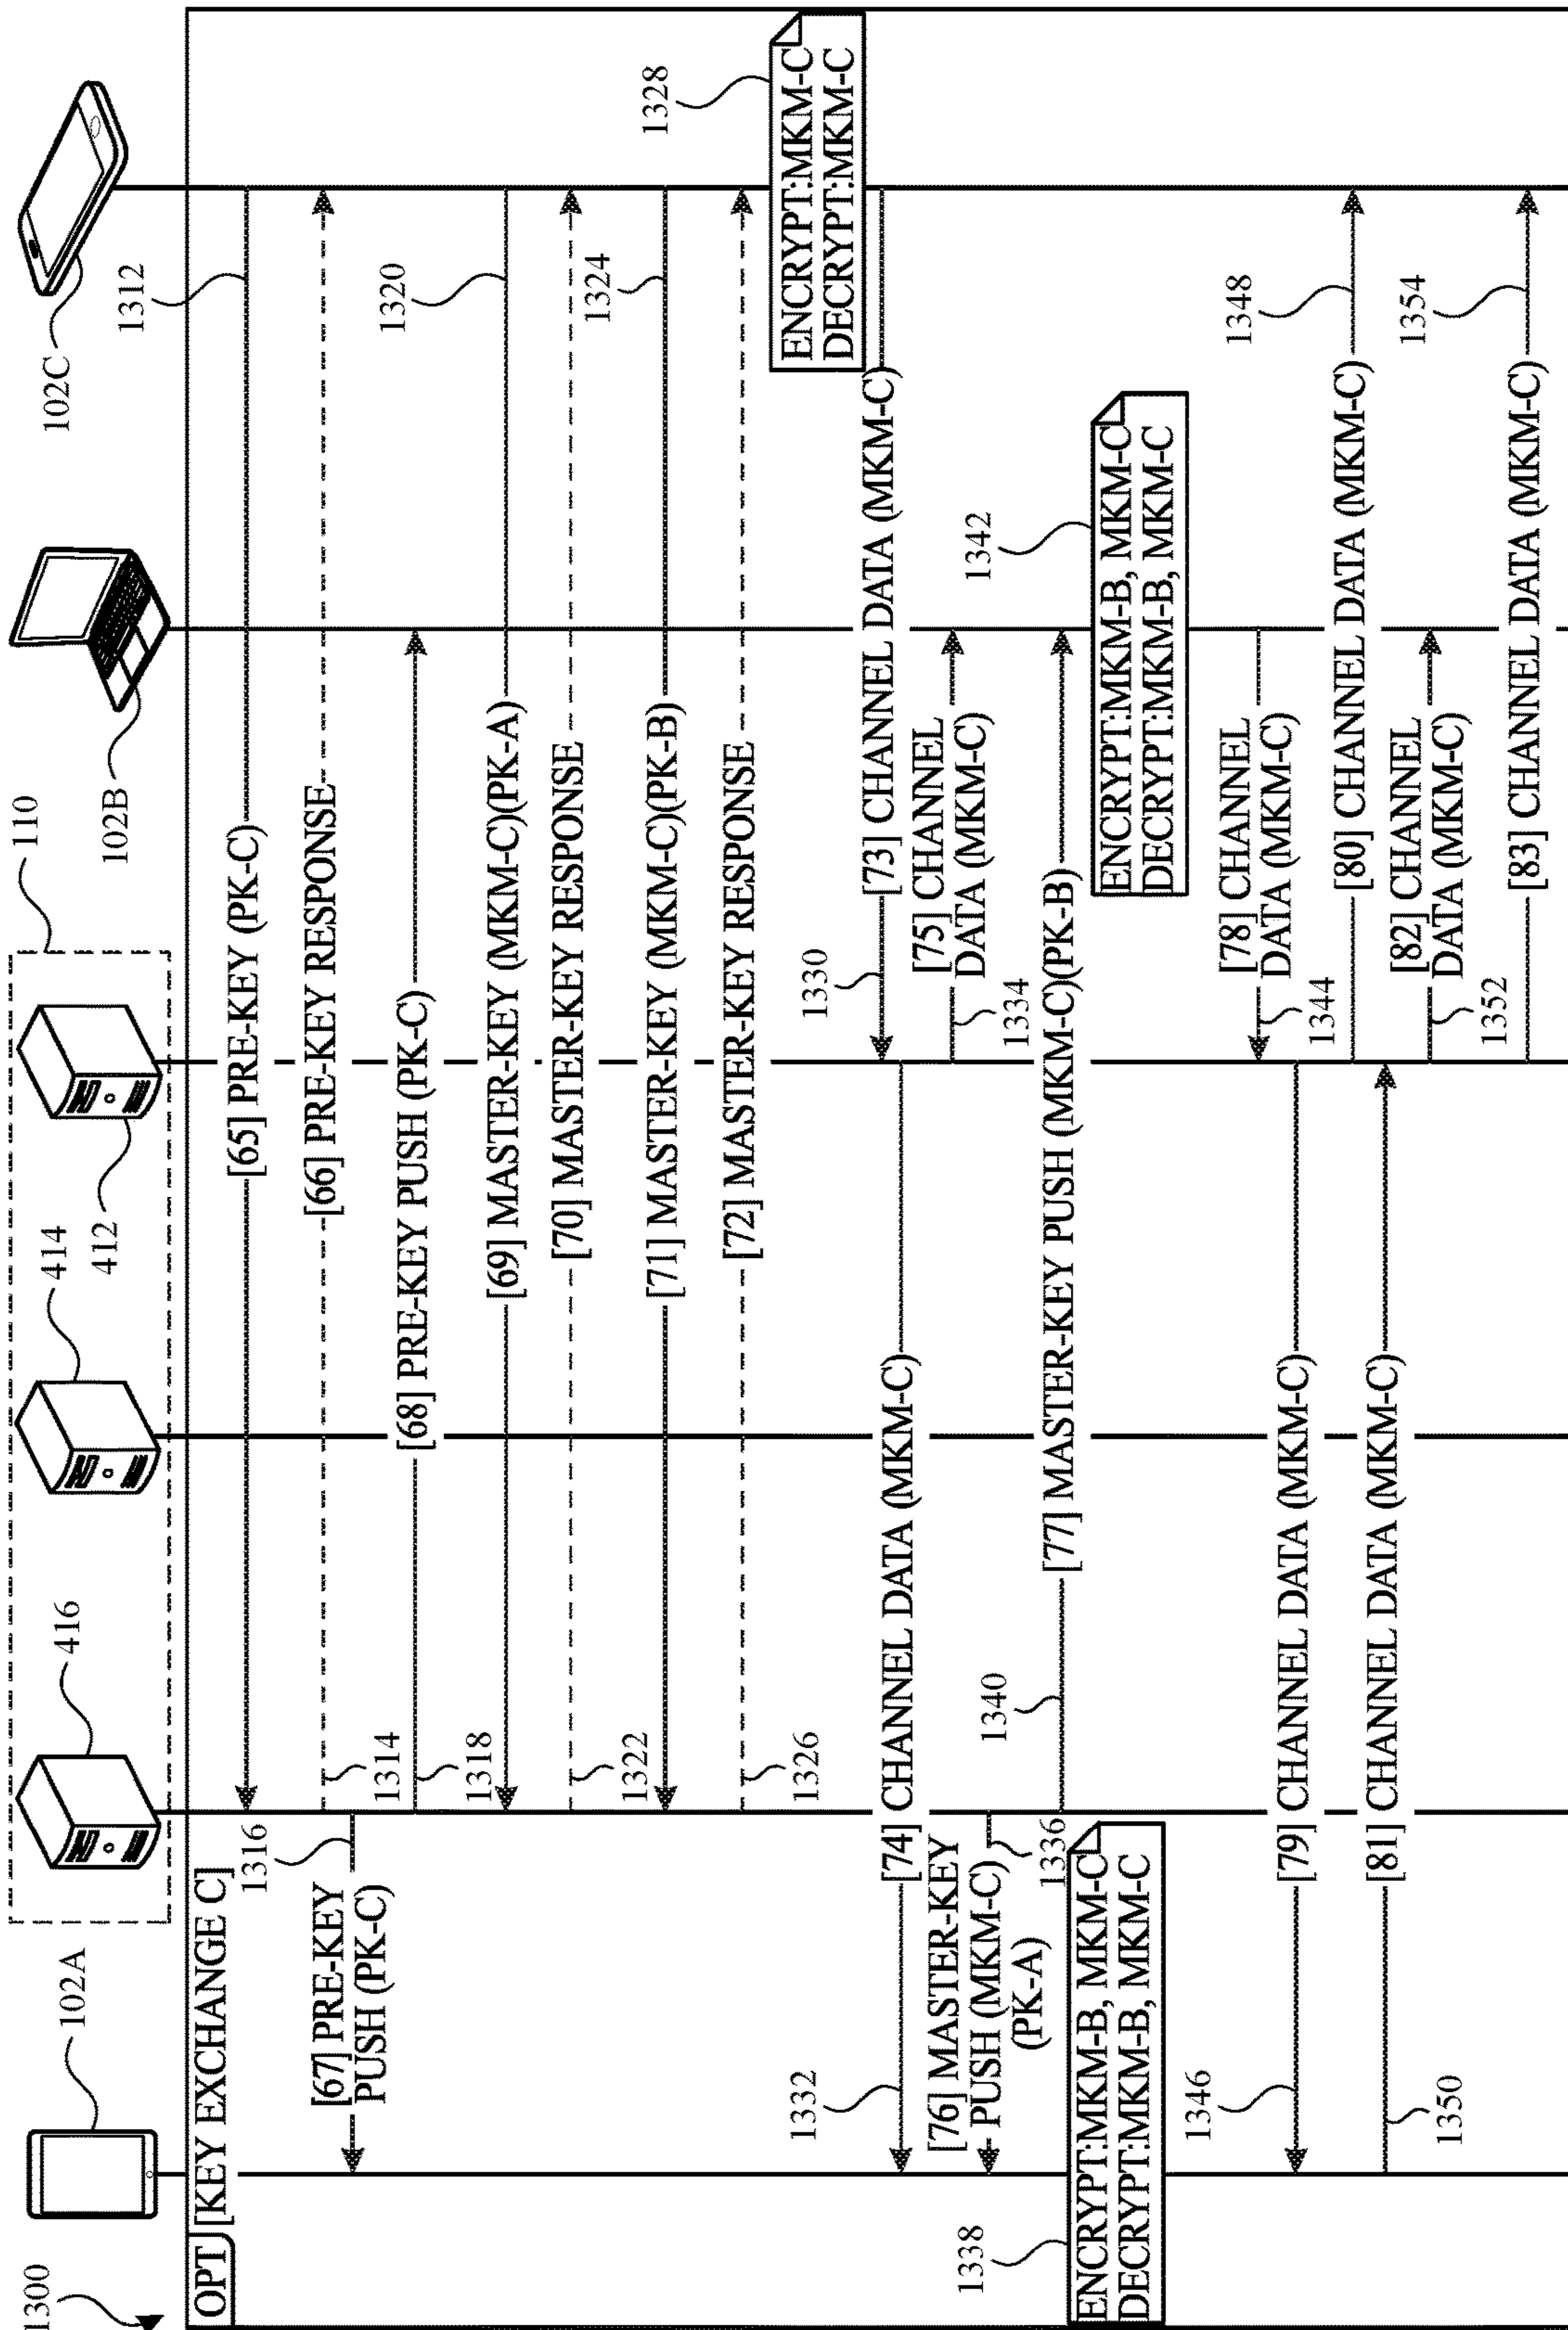 1300
102A
416
414
412
110
102B
102C
OPT
[KEY EXCHANGE C]
[65] PRE-KEY (PK-C)
1312
[66] PRE-KEY RESPONSE
1314
1316
[67] PRE-KEY
PUSH (PK-C)
[68] PRE-KEY PUSH (PK-C)
1318
[69] MASTER-KEY (MKM-C)(PK-A)
1320
[70] MASTER-KEY RESPONSE
1322
[71] MASTER-KEY (MKM-C)(PK-B)
1324
[72] MASTER-KEY RESPONSE
1326
1328
ENCRYPT:MKM-C
DECRYPT:MKM-C
[73] CHANNEL DATA (MKM-C)
1330
[74] CHANNEL DATA (MKM-C)
1332
[75] CHANNEL
DATA (MKM-C)
1334
[76] MASTER-KEY
PUSH (MKM-C)
(PK-A)
1336
1338
ENCRYPT:MKM-B, MKM-C
DECRYPT:MKM-B, MKM-C
1340
[77] MASTER-KEY PUSH (MKM-C)(PK-B)
1342
ENCRYPT:MKM-B, MKM-C
DECRYPT:MKM-B, MKM-C
[78] CHANNEL
DATA (MKM-C)
1344
[79] CHANNEL DATA (MKM-C)
1346
[80] CHANNEL DATA (MKM-C)
1348
[81] CHANNEL DATA (MKM-C)
1350
[82] CHANNEL
DATA (MKM-C)
1352
[83] CHANNEL DATA (MKM-C)
1354